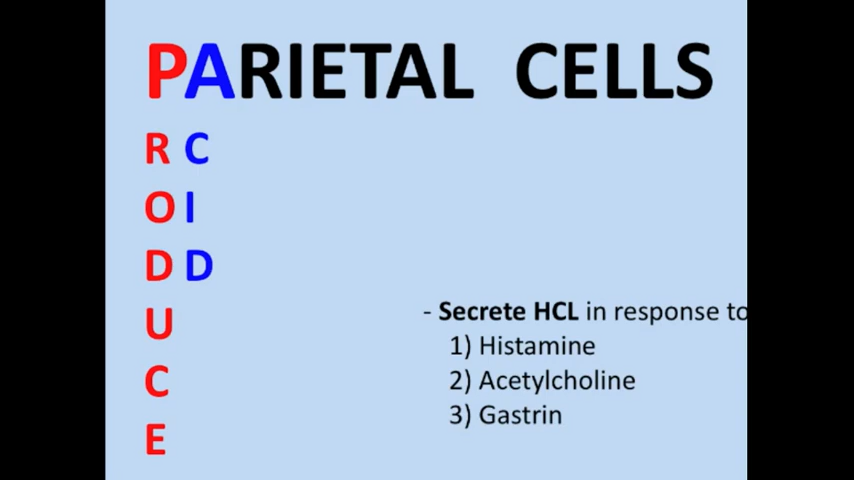 PARIETAL CELLS
R C
O I
D D
U
C
E
- Secrete HCL in response to
1) Histamine
2) Acetylcholine
3) Gastrin